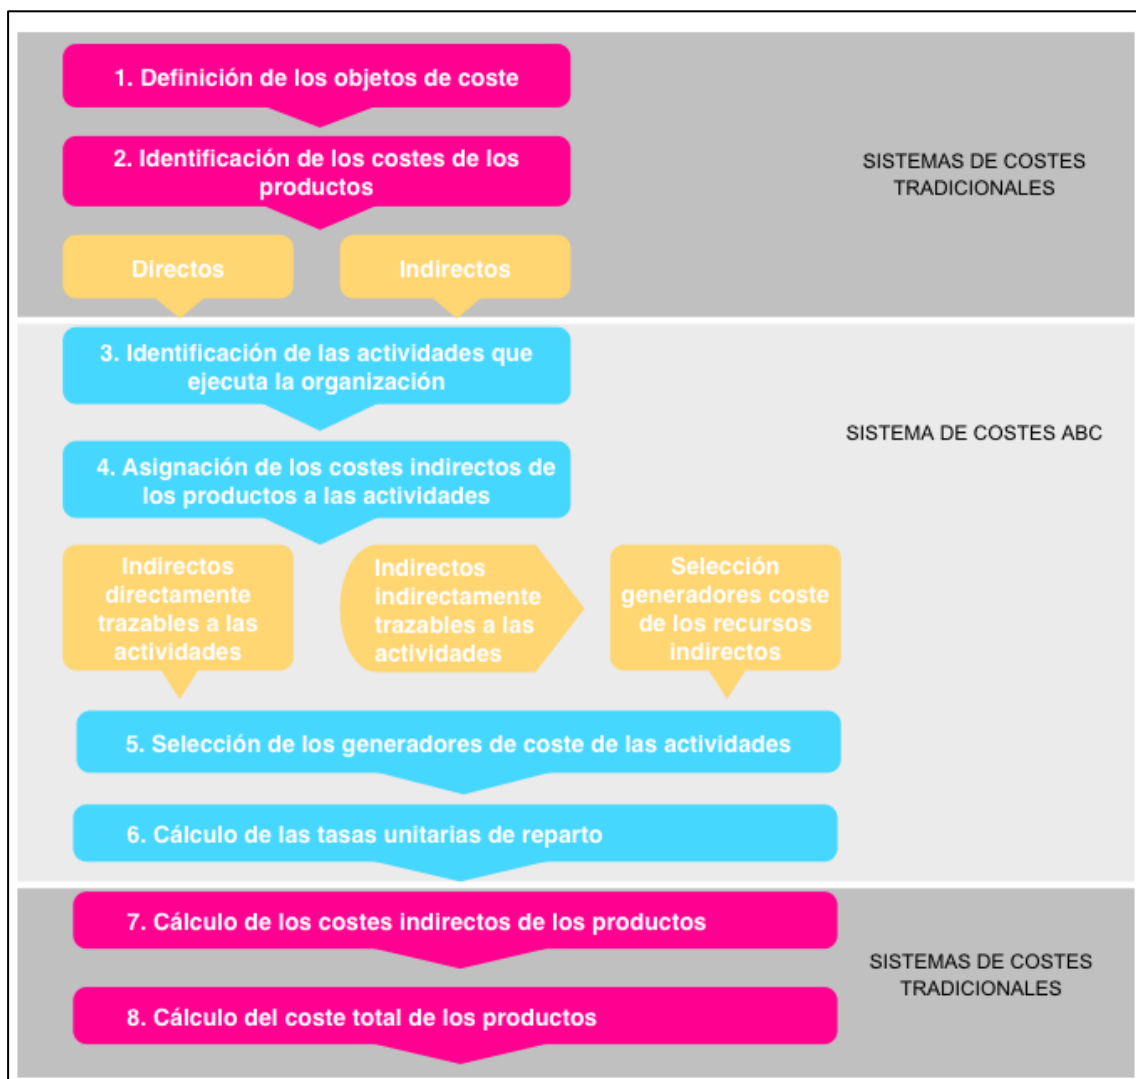 1. Definición de los objetos de coste
2. Identificación de los costes de los
productos
SISTEMAS DE COSTES
TRADICIONALES
Directos
Indirectos
3. Identificación de las actividades que
ejecuta la organización
SISTEMA DE COSTES ABC
4. Asignación de los costes indirectos de
los productos a las actividades
Indirectos
directamente
trazables a las
actividades
Indirectos
indirectamente
trazables a las
actividades
Selección
generadores coste
de los recursos
indirectos
5. Selección de los generadores de coste de las actividades
6. Cálculo de las tasas unitarias de reparto
7. Cálculo de los costes indirectos de los productos
SISTEMAS DE COSTES
TRADICIONALES
8. Cálculo del coste total de los productos